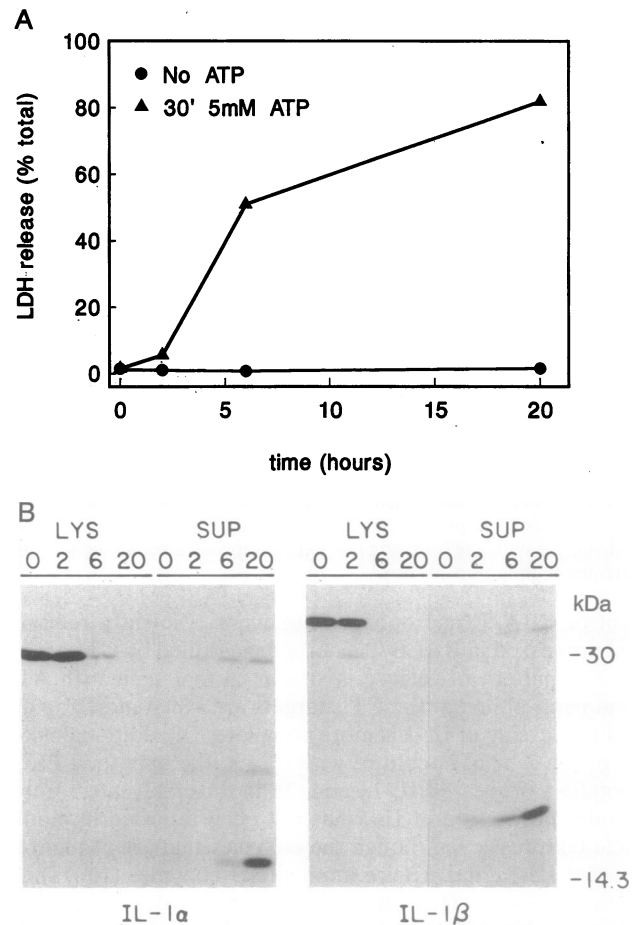 A
100
80
60
40
20
0
LDH release (% total)
No ATP
30' 5mM ATP
0 5 10 15 20
time (hours)
B
LYS SUP LYS SUP
0 2 6 20 0 2 6 20 0 2 6 20 0 2 6 20
kDa
-30
-14.3
IL-1α IL-1β